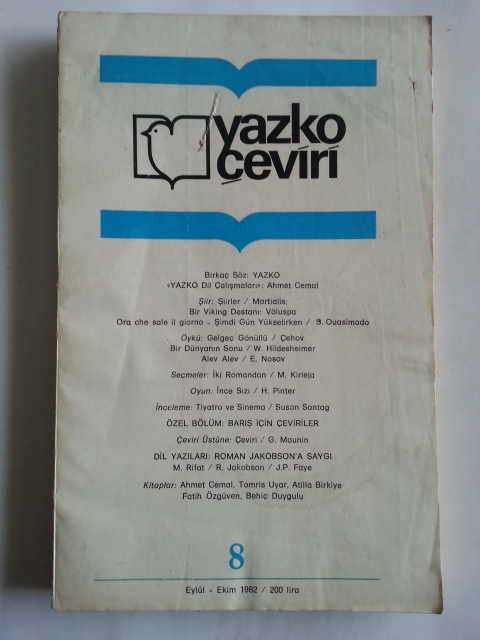 yazko
çeviri
Birkaç Söz: YAZKO
«YAZKO Dil Çalışmaları»: Ahmet Cemal
Şiir: Şiirler / Martialis;
Bir Viking Destanı: Völuspa
Ora che sale il giorno - Şimdi Gün Yükselirken / S. Quasimodo
Öykü: Gelgeç Gönüllü / Çehov
Bir Dünyanın Sonu / W. Hildesheimer
Alev Alev / E. Nosov
Seçmeler: İki Romandan / M. Kirleja
Oyun: İnce Sızı / H. Pinter
İnceleme: Tiyatro ve Sinema / Susan Sontag
ÖZEL BÖLÜM: BARIŞ İÇİN ÇEVİRİLER
Çeviri Üstüne: Çeviri / G. Mounin
DİL YAZILARI: ROMAN JAKOBSON'A SAYGI
M. Rifat / R. Jakobson / J.P. Faye
Kitaplar: Ahmet Cemal, Tomris Uyar, Atilla Birkiye
Fatih Özgüven, Behiç Duygulu
8
Eylül - Ekim 1982 / 200 lira